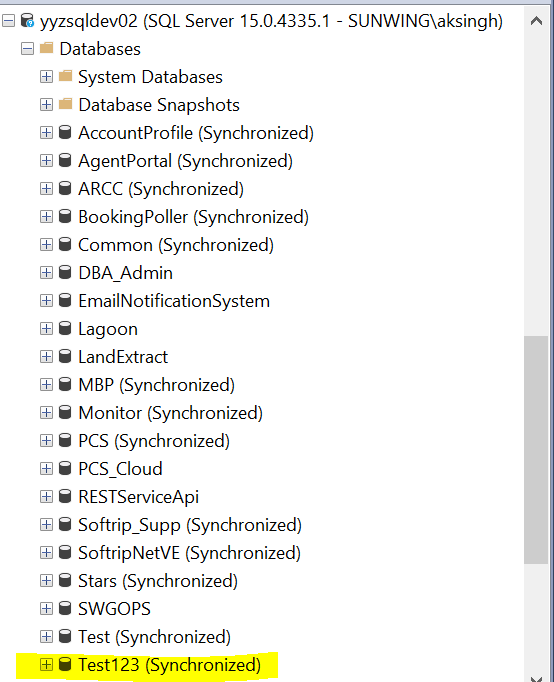 yyzsqldev02 (SQL Server 15.0.4335.1 - SUNWING\aksingh)
Databases
System Databases
Database Snapshots
AccountProfile (Synchronized)
AgentPortal (Synchronized)
ARCC (Synchronized)
BookingPoller (Synchronized)
Common (Synchronized)
DBA_Admin
EmailNotificationSystem
Lagoon
LandExtract
MBP (Synchronized)
Monitor (Synchronized)
PCS (Synchronized)
PCS_Cloud
RESTServiceApi
Softrip_Supp (Synchronized)
SoftripNetVE (Synchronized)
Stars (Synchronized)
SWGOPS
Test (Synchronized)
Test123 (Synchronized)